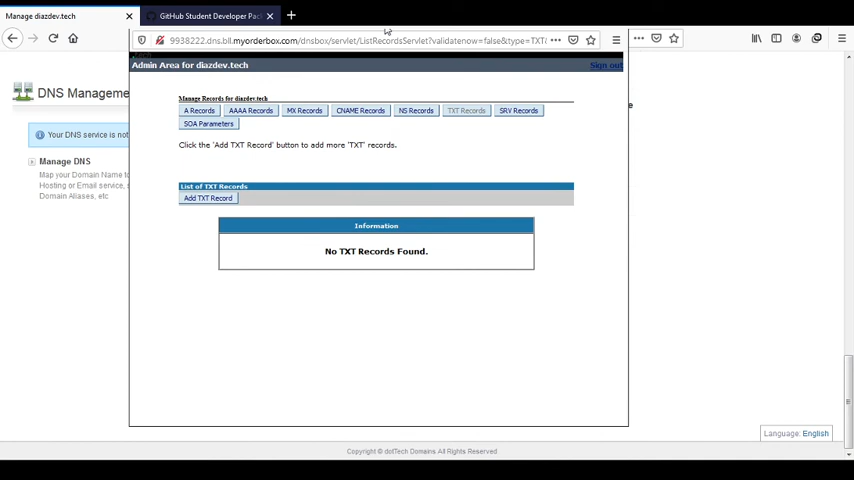 Manage diazdev.tech
GitHub Student Developer Pac
9938222.dns.bll.myorderbox.com/dnsbox/servlet/ListRecordsServlet?validatenow=false&type=TXT/
Admin Area for diazdev.tech
Sign out
DNS Manageme
Manage Records for diazdev.tech
A Records
AAAA Records
MX Records
CNAME Records
NS Records
TXT Records
SRV Records
SOA Parameters
Your DNS service is not
Click the 'Add TXT Record' button to add more 'TXT' records.
Manage DNS
Map your Domain Name to
Hosting or Email service,
Domain Aliases, etc
List of TXT Records
Add TXT Record
Information
No TXT Records Found.
Language: English
Copyright © dotTech Domains All Rights Reserved